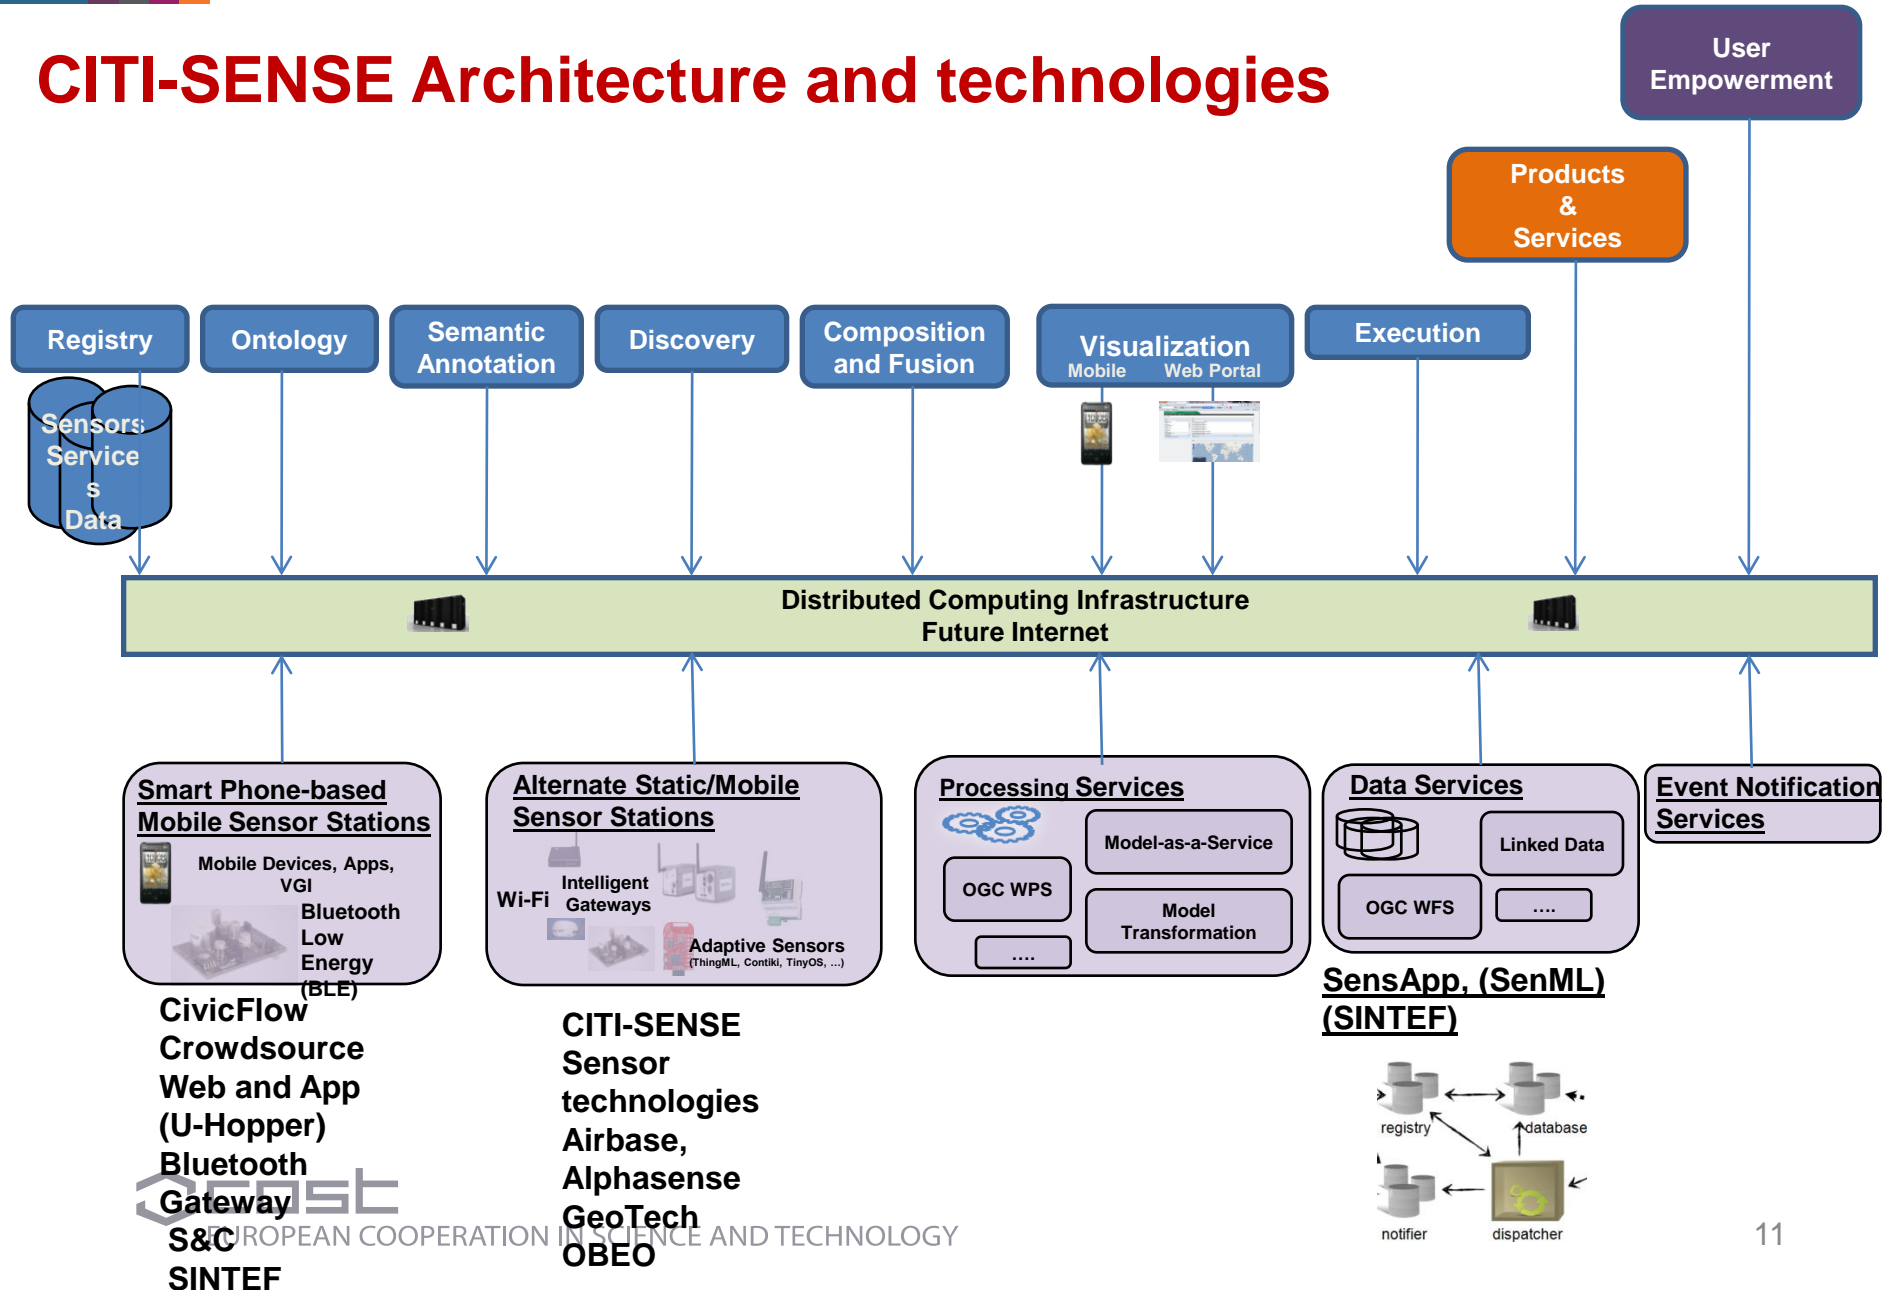 CITI-SENSE Architecture and technologies
User
Empowerment
Products
&
Services
Registry
Ontology
Semantic
Annotation
Discovery
Composition
and Fusion
Visualization
Mobile Web Portal
Execution
Sensors
Service
s
Data
Distributed Computing Infrastructure
Future Internet
Smart Phone-based
Mobile Sensor Stations
Mobile Devices, Apps,
VGI
Bluetooth
Low
Energy
(BLE)
Alternate Static/Mobile
Sensor Stations
Wi-Fi
Intelligent
Gateways
Adaptive Sensors
(ThingML, Contiki, TinyOS, ...)
Processing Services
Model-as-a-Service
OGC WPS
Model
Transformation
....
Data Services
Linked Data
OGC WFS
....
Event Notification
Services
CivicFlow
Crowdsource
Web and App
(U-Hopper)
Bluetooth
Gateway
S&C
SINTEF
CITI-SENSE
Sensor
technologies
Airbase,
Alphasense
GeoTech
OBEO
SensApp, (SenML)
(SINTEF)
registry
database
notifier
dispatcher
cost
EUROPEAN COOPERATION IN SCIENCE AND TECHNOLOGY
11